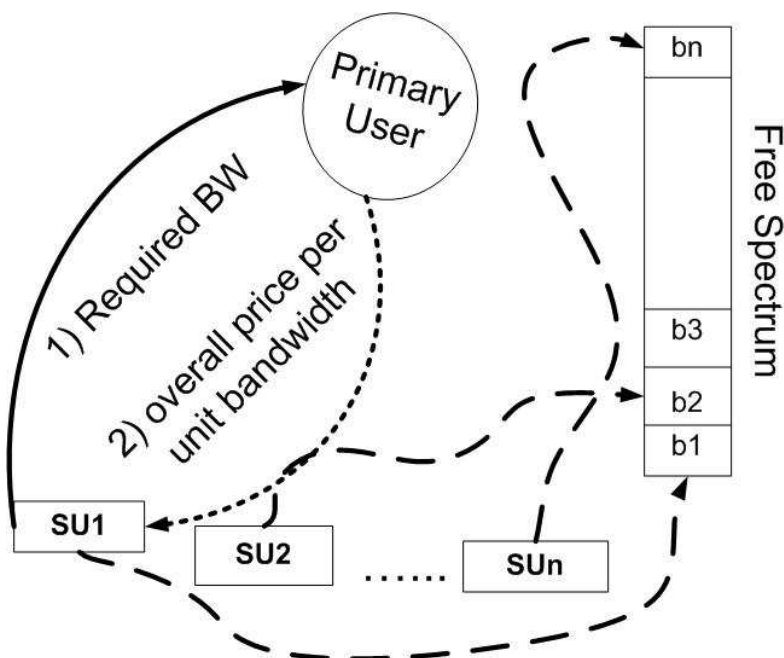 Primary
User
1) Required BW
2) overall price per
unit bandwidth
bn
b3
b2
b1
Free Spectrum
SU1
SU2
.......
SUn